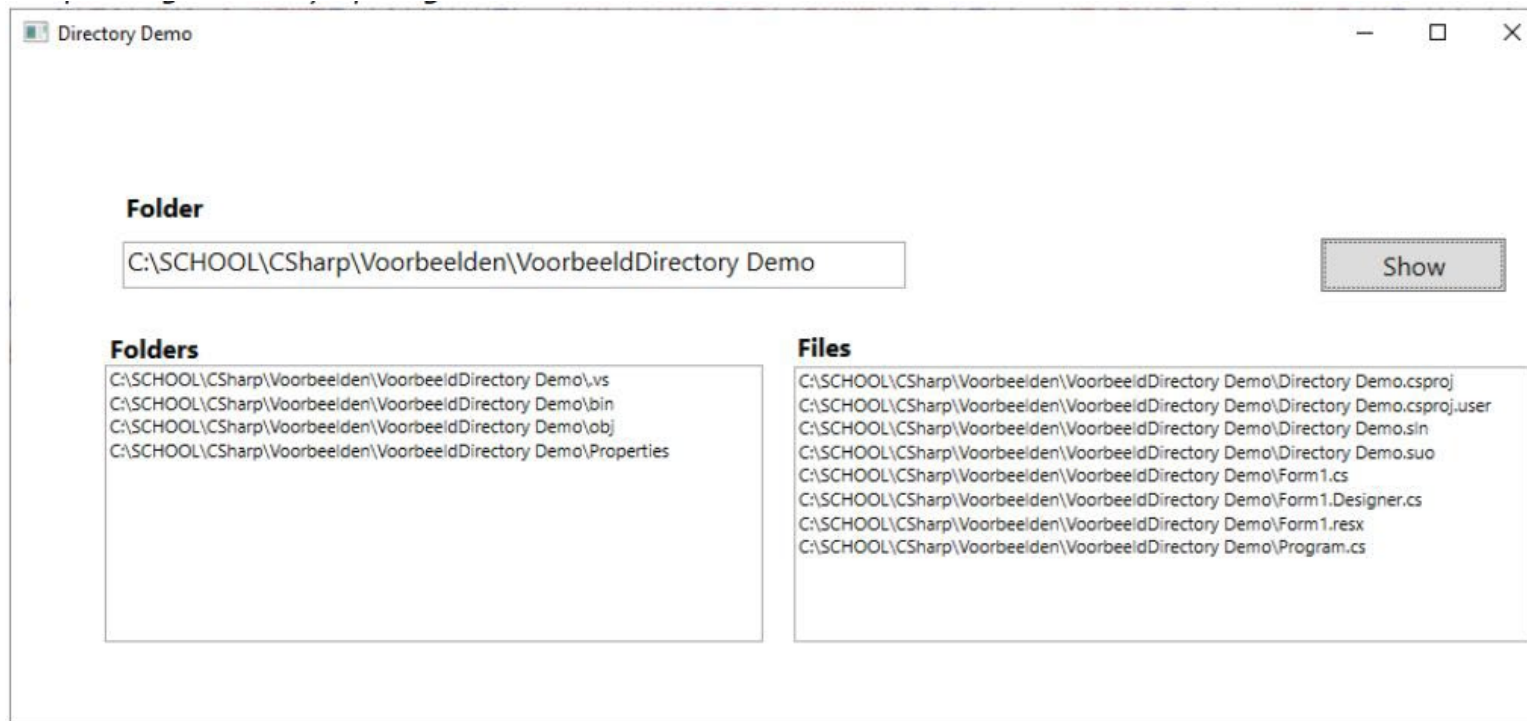 Directory Demo
Folder
C:\SCHOOL\CSharp\Voorbeelden\VoorbeeldDirectory Demo
Show
Folders
C:\SCHOOL\CSharp\Voorbeelden\VoorbeeldDirectory Demo\.vs
C:\SCHOOL\CSharp\Voorbeelden\VoorbeeldDirectory Demo\bin
C:\SCHOOL\CSharp\Voorbeelden\VoorbeeldDirectory Demo\obj
C:\SCHOOL\CSharp\Voorbeelden\VoorbeeldDirectory Demo\Properties
Files
C:\SCHOOL\CSharp\Voorbeelden\VoorbeeldDirectory Demo\Directory Demo.csproj
C:\SCHOOL\CSharp\Voorbeelden\VoorbeeldDirectory Demo\Directory Demo.csproj.user
C:\SCHOOL\CSharp\Voorbeelden\VoorbeeldDirectory Demo\Directory Demo.sln
C:\SCHOOL\CSharp\Voorbeelden\VoorbeeldDirectory Demo\Directory Demo.suo
C:\SCHOOL\CSharp\Voorbeelden\VoorbeeldDirectory Demo\Form1.cs
C:\SCHOOL\CSharp\Voorbeelden\VoorbeeldDirectory Demo\Form1.Designer.cs
C:\SCHOOL\CSharp\Voorbeelden\VoorbeeldDirectory Demo\Form1.resx
C:\SCHOOL\CSharp\Voorbeelden\VoorbeeldDirectory Demo\Program.cs